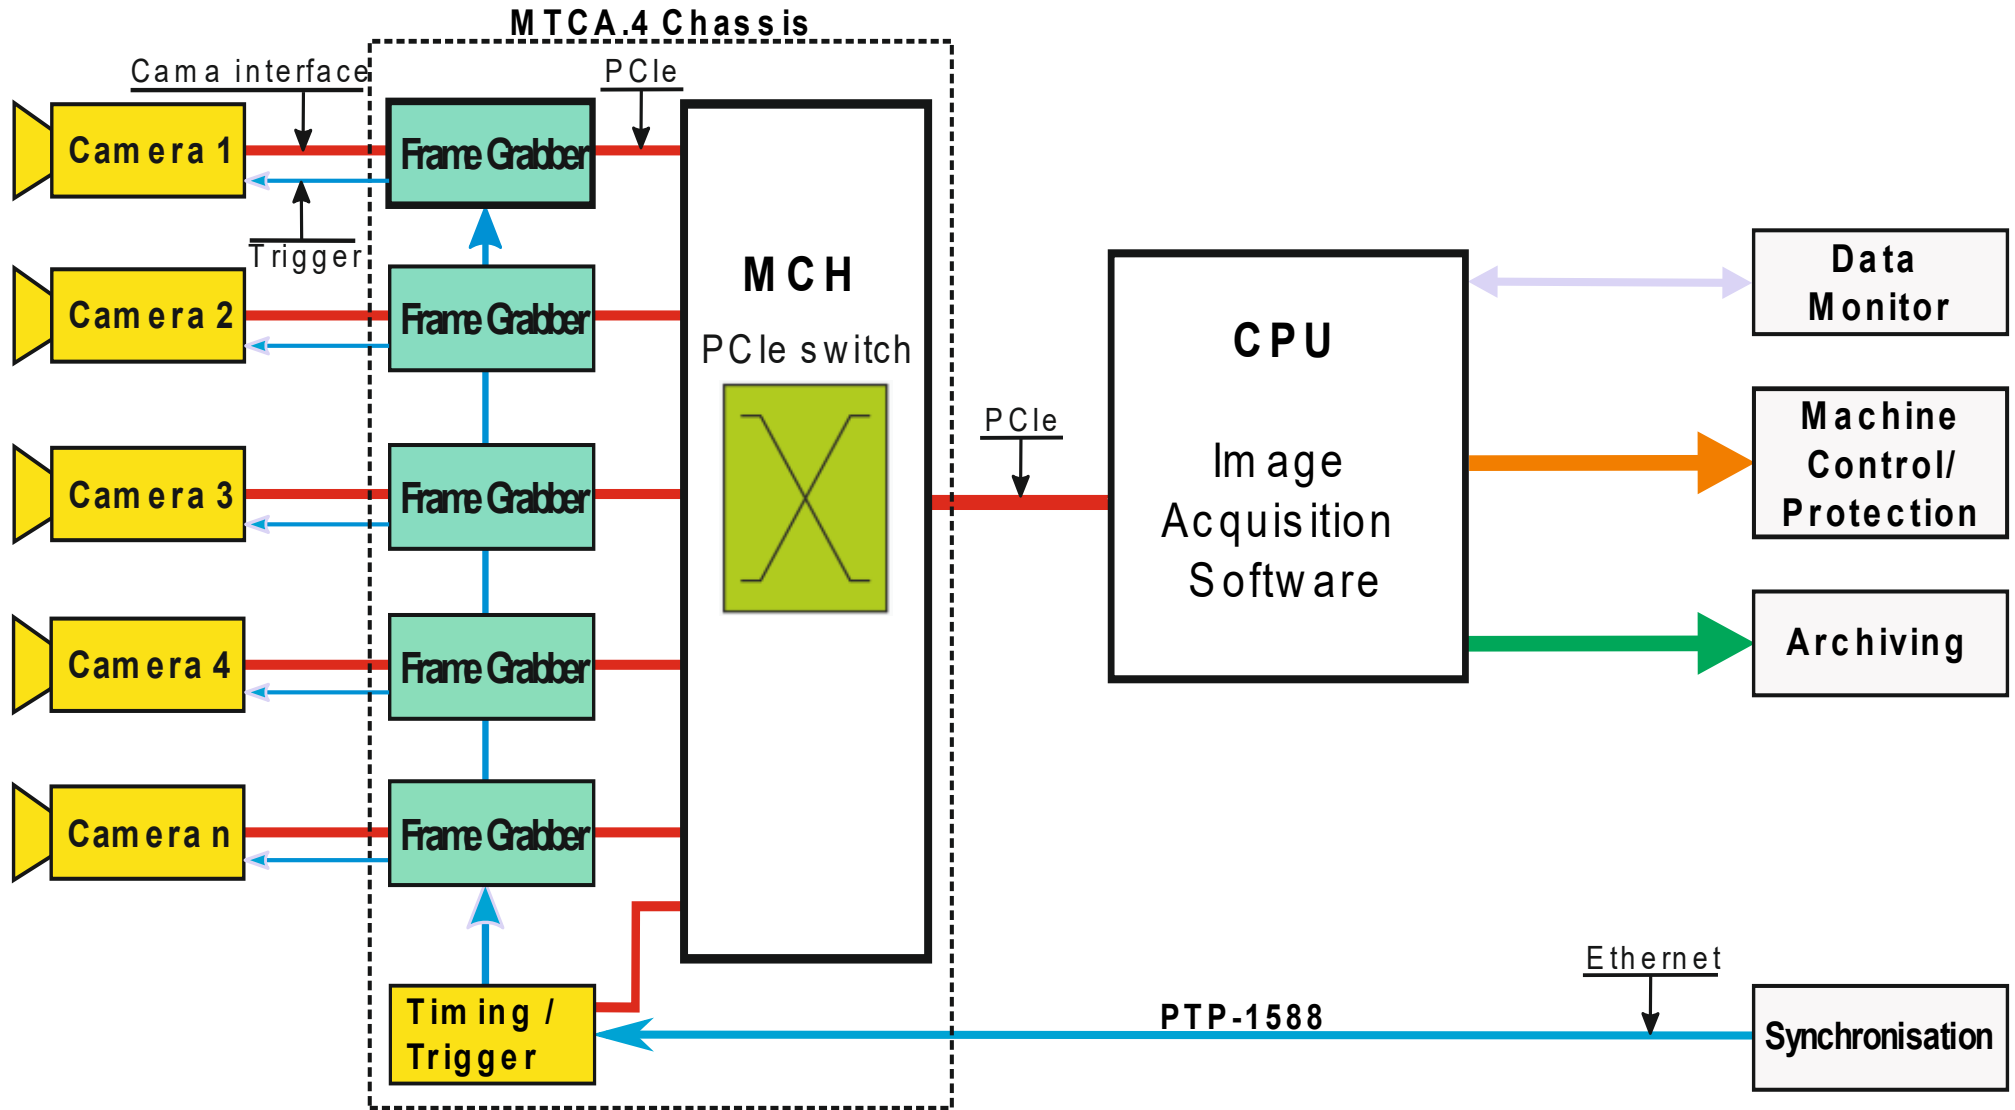 MTCA.4 Chassis
Cama interface
PCIe
Camera 1
Frame Grabber
Trigger
Camera 2
Frame Grabber
Camera 3
Frame Grabber
Camera 4
Frame Grabber
Camera n
Frame Grabber
Timing /
Trigger
MCH
PCIe switch
PCIe
CPU
Image
Acquisition
Software
Data
Monitor
Machine
Control/
Protection
Archiving
Ethernet
PTP-1588
Synchronisation